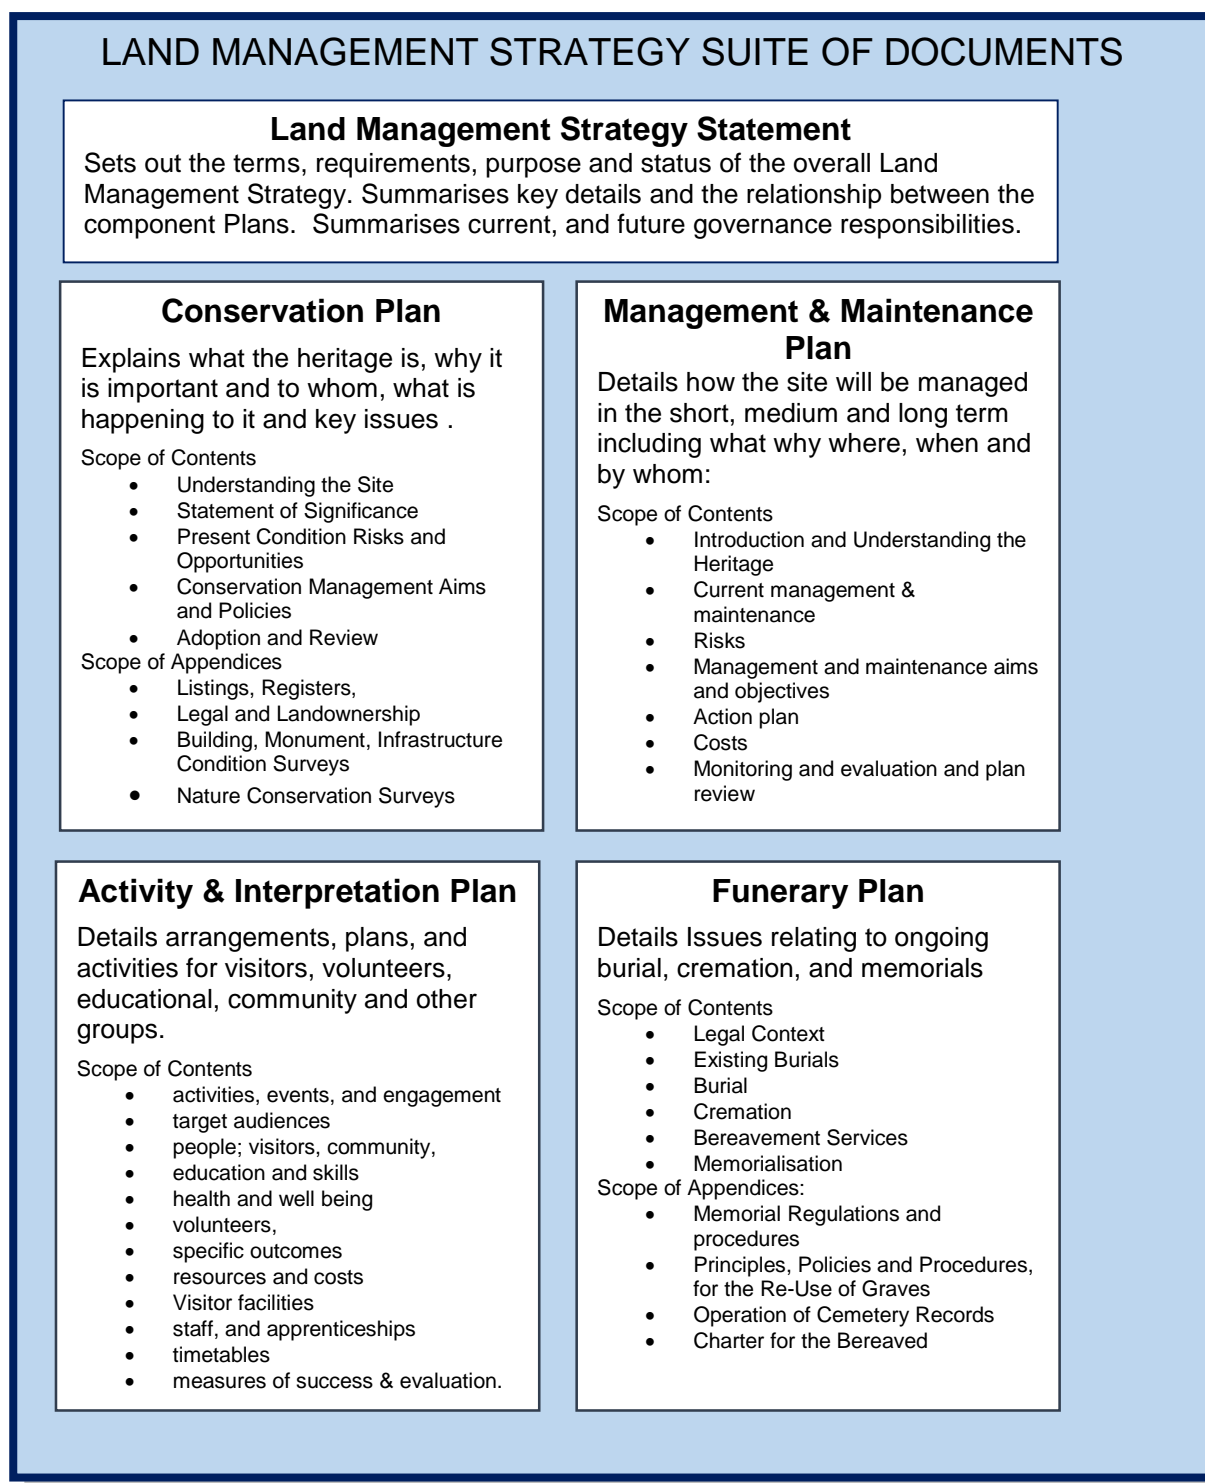 LAND MANAGEMENT STRATEGY SUITE OF DOCUMENTS
Land Management Strategy Statement
Sets out the terms, requirements, purpose and status of the overall Land
Management Strategy. Summarises key details and the relationship between the
component Plans.  Summarises current, and future governance responsibilities.
Conservation Plan
Explains what the heritage is, why it
is important and to whom, what is
happening to it and key issues .
Scope of Contents
• Understanding the Site
• Statement of Significance
• Present Condition Risks and
Opportunities
• Conservation Management Aims
and Policies
• Adoption and Review
Scope of Appendices
• Listings, Registers,
• Legal and Landownership
• Building, Monument, Infrastructure
Condition Surveys
• Nature Conservation Surveys
Management & Maintenance
Plan
Details how the site will be managed
in the short, medium and long term
including what why where, when and
by whom:
Scope of Contents
• Introduction and Understanding the
Heritage
• Current management &
maintenance
• Risks
• Management and maintenance aims
and objectives
• Action plan
• Costs
• Monitoring and evaluation and plan
review
Activity & Interpretation Plan
Details arrangements, plans, and
activities for visitors, volunteers,
educational, community and other
groups.
Scope of Contents
• activities, events, and engagement
• target audiences
• people; visitors, community,
• education and skills
• health and well being
• volunteers,
• specific outcomes
• resources and costs
• Visitor facilities
• staff, and apprenticeships
• timetables
• measures of success & evaluation.
Funerary Plan
Details Issues relating to ongoing
burial, cremation, and memorials
Scope of Contents
• Legal Context
• Existing Burials
• Burial
• Cremation
• Bereavement Services
• Memorialisation
Scope of Appendices:
• Memorial Regulations and
procedures
• Principles, Policies and Procedures,
for the Re-Use of Graves
• Operation of Cemetery Records
• Charter for the Bereaved